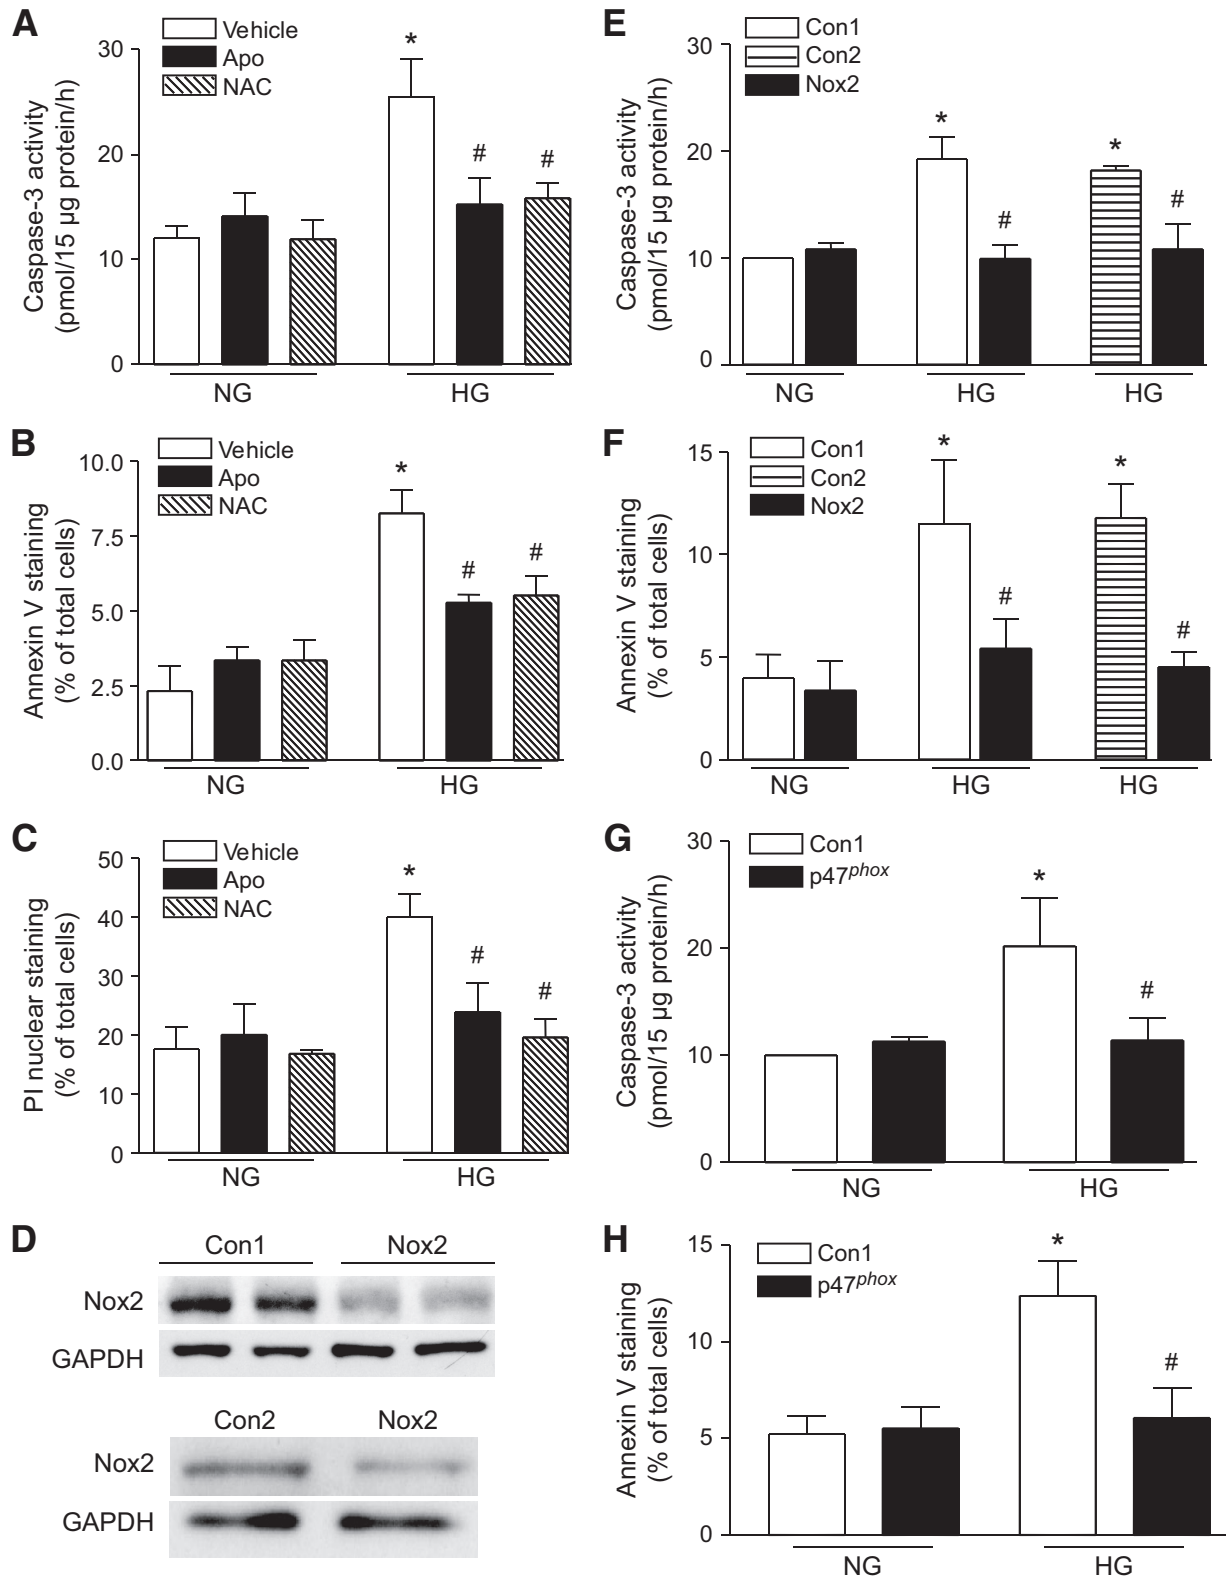 A
Vehicle
Apo
NAC
Caspase-3 activity
(pmol/15 µg protein/h)
30
20
10
0
*
#
#
NG
HG
B
Vehicle
Apo
NAC
Annexin V staining
(% of total cells)
10.0
7.5
5.0
2.5
0.0
*
#
#
NG
HG
C
Vehicle
Apo
NAC
PI nuclear staining
(% of total cells)
50
40
30
20
10
0
*
#
#
NG
HG
D
Con1 Nox2
Nox2
GAPDH
Con2 Nox2
Nox2
GAPDH
E
Con1
Con2
Nox2
Caspase-3 activity
(pmol/15 µg protein/h)
30
20
10
0
*
#
*
#
NG
HG
HG
F
Con1
Con2
Nox2
Annexin V staining
(% of total cells)
15
10
5
0
*
#
*
#
NG
HG
HG
G
Con1
p47phox
Caspase-3 activity
(pmol/15 µg protein/h)
30
20
10
0
*
#
NG
HG
H
Con1
p47phox
Annexin V staining
(% of total cells)
15
10
5
0
*
#
NG
HG